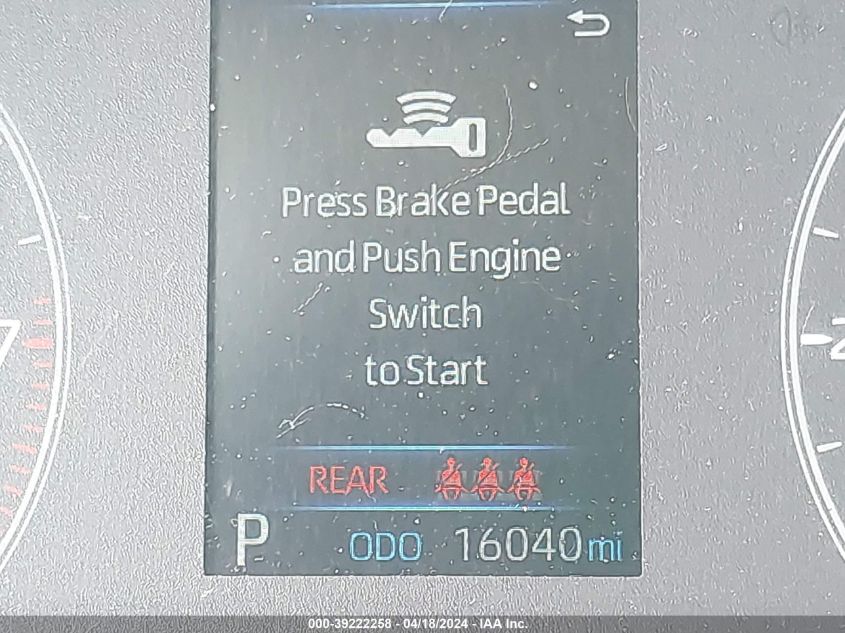 Press Brake Pedal
and Push Engine
Switch
to Start
REAR
P ODO 16040 mi
7
000-39222258 - 04/18/2024 - IAA Inc.